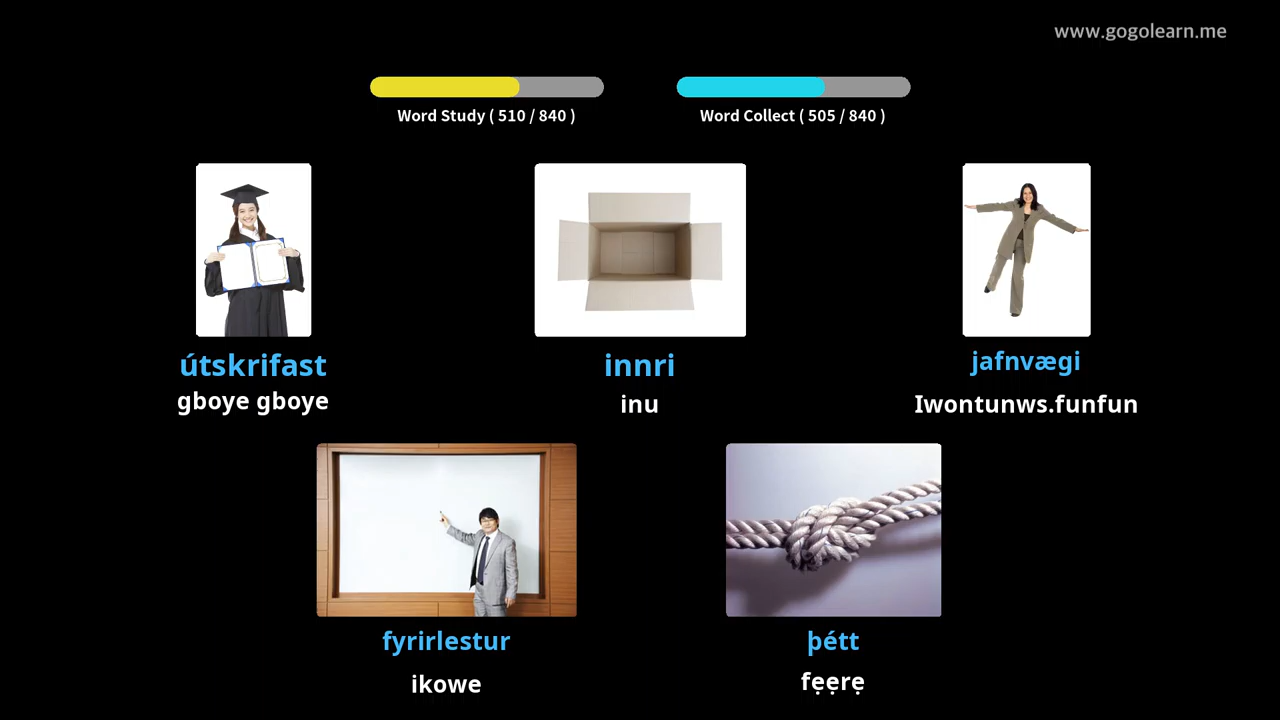 www.gogolearn.me
Word Study ( 510 / 840 )
Word Collect ( 505 / 840 )
útskrifast
gboye gboye
innri
inu
jafnvægi
Iwontunws.funfun
fyrirlestur
ikowe
þétt
fẹẹrẹ